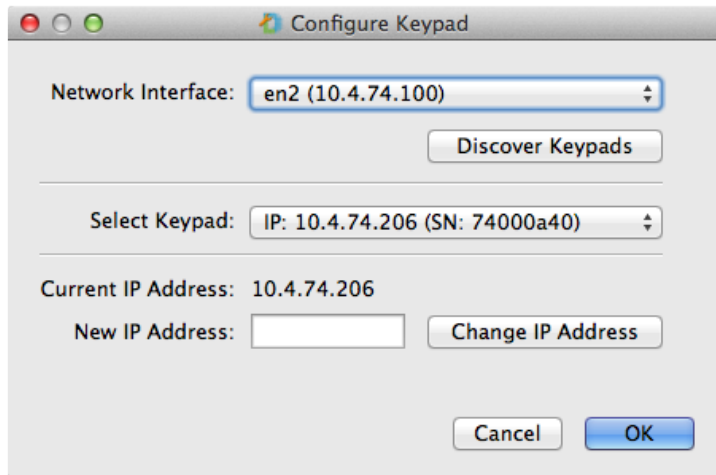 Configure Keypad
Network Interface: en2 (10.4.74.100)
Discover Keypads
Select Keypad: IP: 10.4.74.206 (SN: 74000a40)
Current IP Address: 10.4.74.206
New IP Address: Change IP Address
Cancel OK